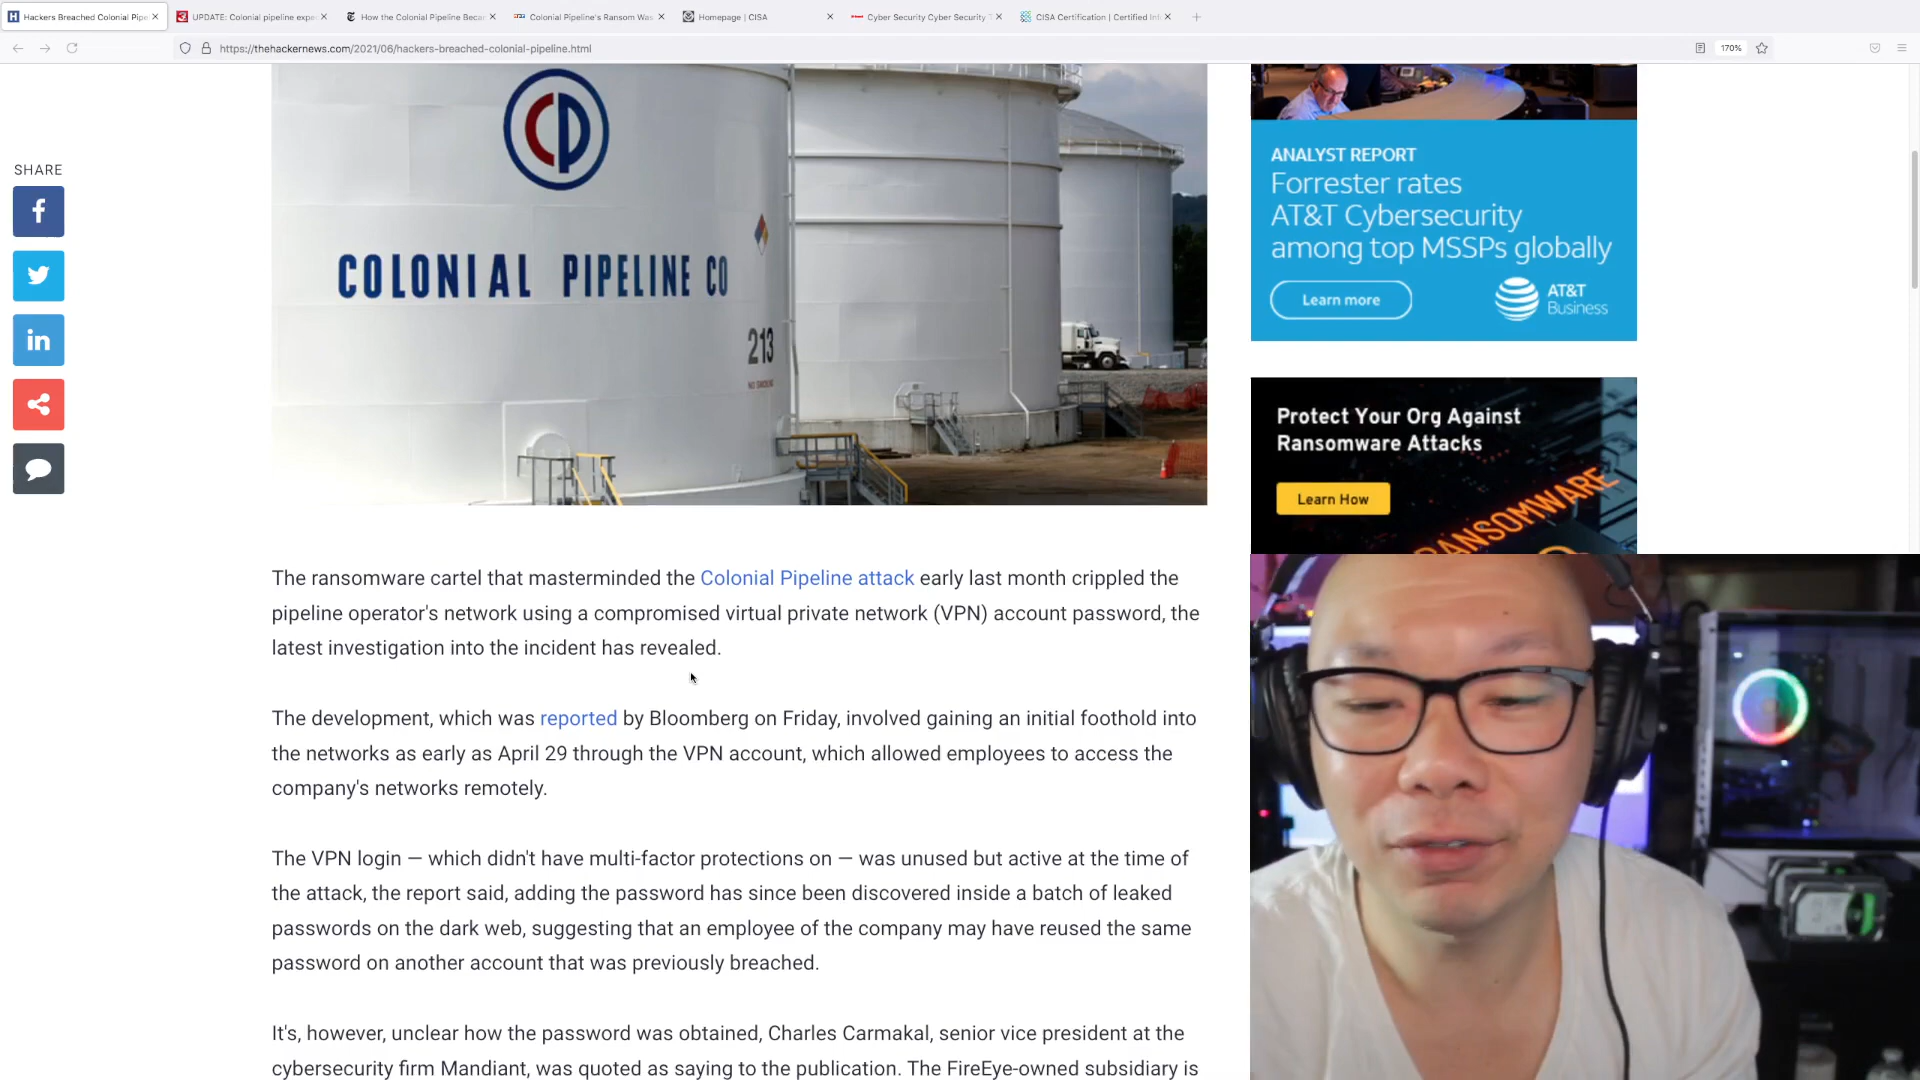 Hackers Breached Colonial Pipe
UPDATE: Colonial pipeline expe
How the Colonial Pipeline Beca
Colonial Pipeline's Ransom Was
Homepage | CISA
Cyber Security Cyber Security
CISA Certification | Certified Inf
https://thehackernews.com/2021/06/hackers-breached-colonial-pipeline.html
170%
SHARE
CP
COLONIAL PIPELINE CO
213
ANALYST REPORT
Forrester rates
AT&T Cybersecurity
among top MSSPs globally
Learn more
AT&T
Business
Protect Your Org Against
Ransomware Attacks
Learn How
RANSOMWARE
The ransomware cartel that masterminded the Colonial Pipeline attack early last month crippled the
pipeline operator's network using a compromised virtual private network (VPN) account password, the
latest investigation into the incident has revealed.
The development, which was reported by Bloomberg on Friday, involved gaining an initial foothold into
the networks as early as April 29 through the VPN account, which allowed employees to access the
company's networks remotely.
The VPN login — which didn't have multi-factor protections on — was unused but active at the time of
the attack, the report said, adding the password has since been discovered inside a batch of leaked
passwords on the dark web, suggesting that an employee of the company may have reused the same
password on another account that was previously breached.
It's, however, unclear how the password was obtained, Charles Carmakal, senior vice president at the
cybersecurity firm Mandiant, was quoted as saying to the publication. The FireEye-owned subsidiary is